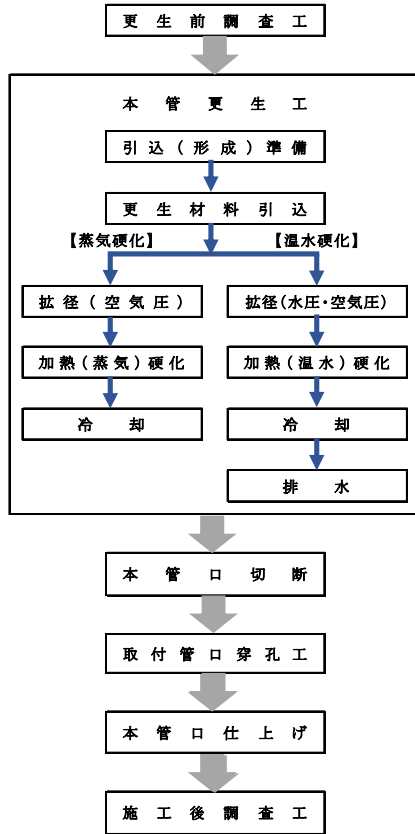 更生前調査工
本管更生工
引込(形成)準備
更生材料引込
【蒸気硬化】 【温水硬化】
拡径(空気圧) 拡径(水圧・空気圧)
加熱(蒸気)硬化 加熱(温水)硬化
冷却 冷却
排水
本管口切断
取付管口穿孔工
本管口仕上げ
施工後調査工